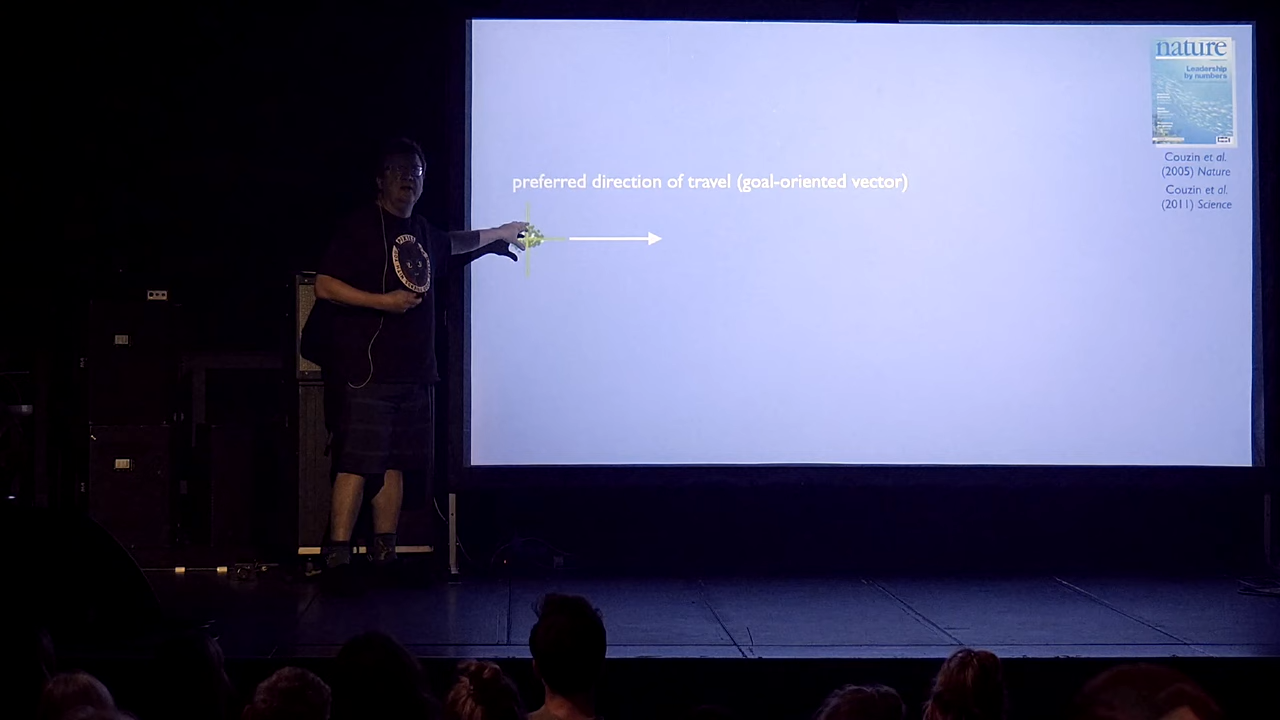 nature
Leadership
by numbers
Couzin et al.
(2005) Nature
preferred direction of travel (goal-oriented vector)
Couzin et al.
(2011) Science